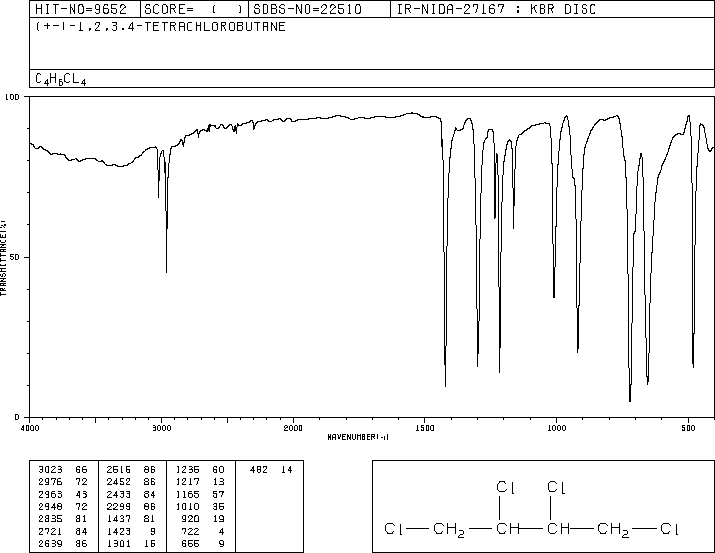 HIT-NO=9652 SCORE= ( ) SDBS-NO=22510 IR-NIDA-27167 : KBR DISC
(+-)-1,2,3,4-TETRACHLOROBUTANE
C4H6CL4
100
50
0
TRANSMITTANCE(%)
4000 3000 2000 1500 1000 500
WAVENUMBER(-1)
3023 66 2515 86 1236 60 482 14
2976 72 2452 86 1217 13
2963 43 2433 84 1165 57
2948 72 2299 86 1010 36
2835 81 1437 81 920 19
2721 84 1423 9 722 4
2639 86 1301 16 655 9
Cl Cl
Cl—CH2—CH—CH—CH2—Cl